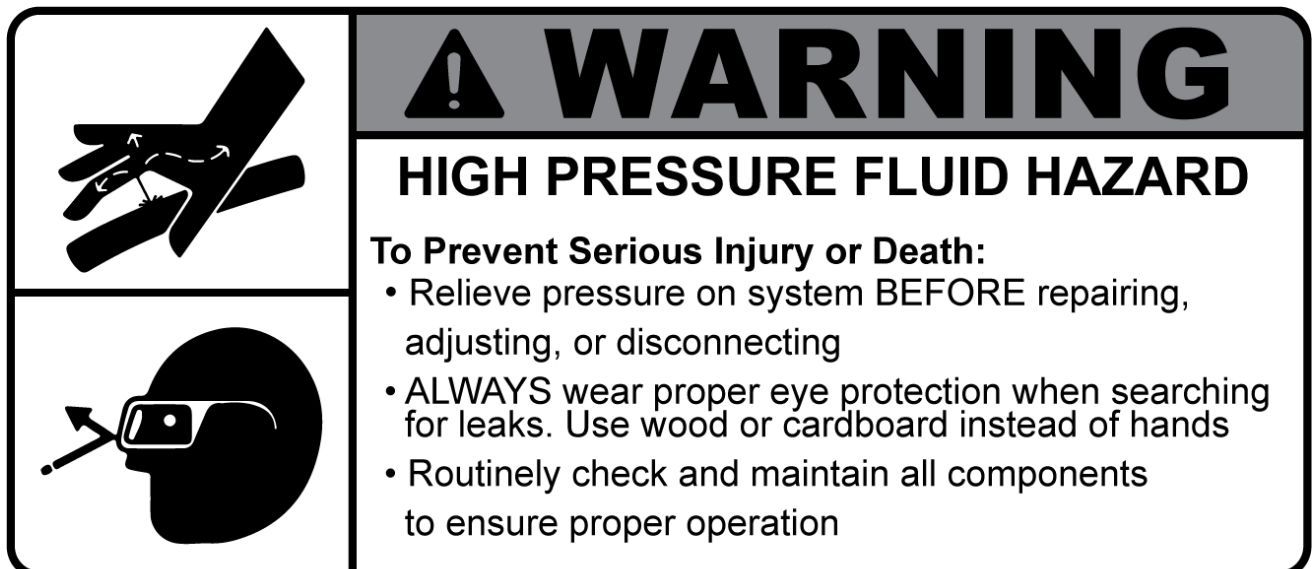 WARNING
HIGH PRESSURE FLUID HAZARD
To Prevent Serious Injury or Death:
• Relieve pressure on system BEFORE repairing,
adjusting, or disconnecting
• ALWAYS wear proper eye protection when searching
for leaks. Use wood or cardboard instead of hands
• Routinely check and maintain all components
to ensure proper operation